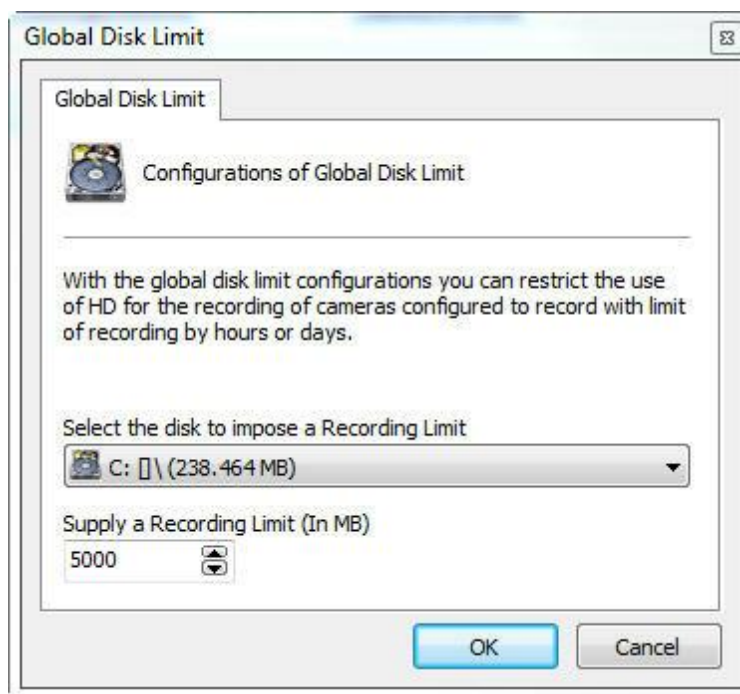 Global Disk Limit
Global Disk Limit
Configurations of Global Disk Limit
With the global disk limit configurations you can restrict the use
of HD for the recording of cameras configured to record with limit
of recording by hours or days.
Select the disk to impose a Recording Limit
C: []\ (238.464 MB)
Supply a Recording Limit (In MB)
5000
OK
Cancel